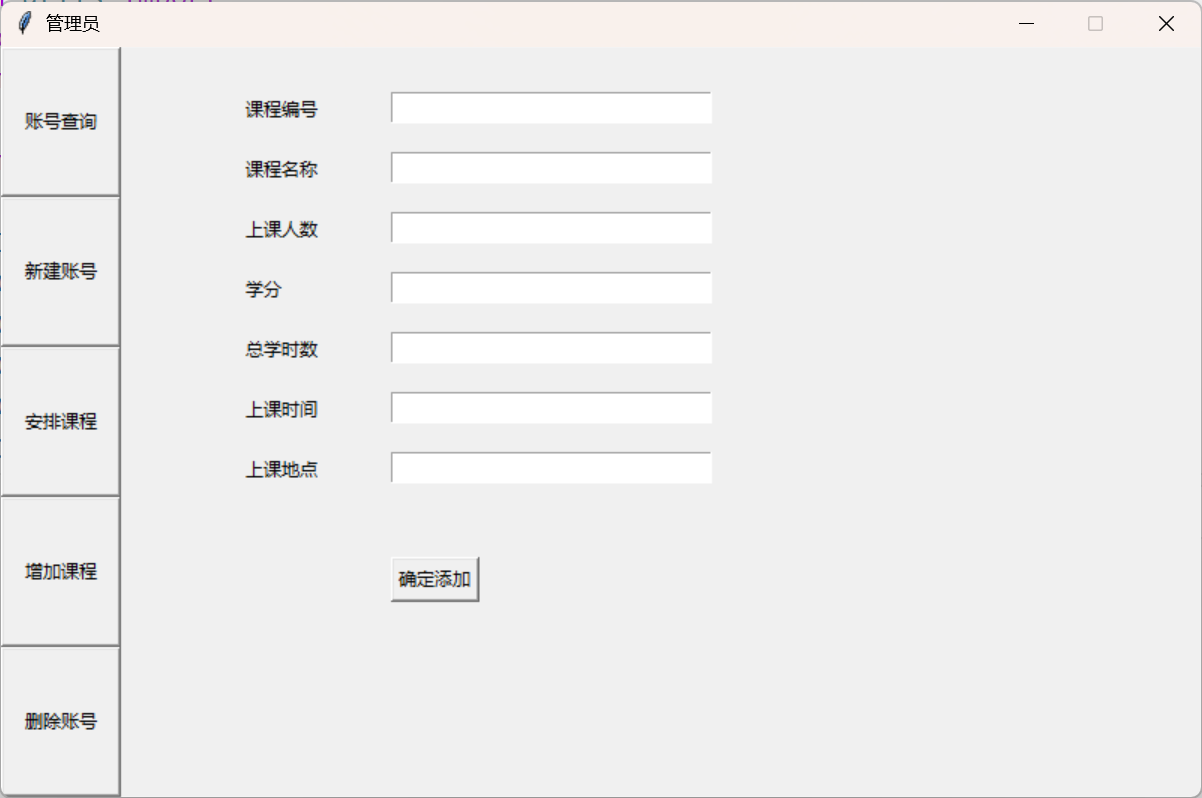 管理员
账号查询
新建账号
安排课程
增加课程
删除账号
课程编号
课程名称
上课人数
学分
总学时数
上课时间
上课地点
确定添加